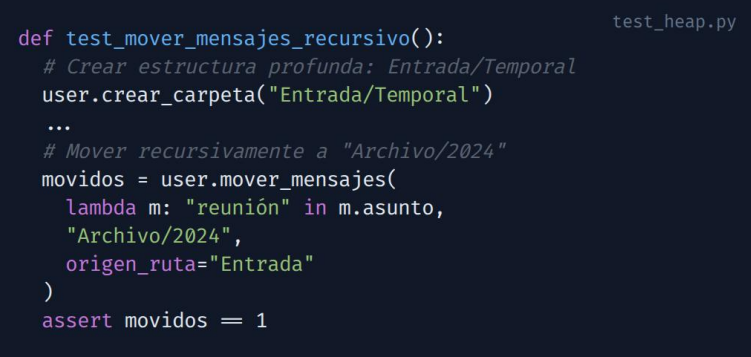 test_heap.py
def test_mover_mensajes_recursivo():
# Crear estructura profunda: Entrada/Temporal
user.crear_carpeta("Entrada/Temporal")
...
# Mover recursivamente a "Archivo/2024"
movidos = user.mover_mensajes(
lambda m: "reunión" in m.asunto,
"Archivo/2024",
origen_ruta="Entrada"
)
assert movidos == 1